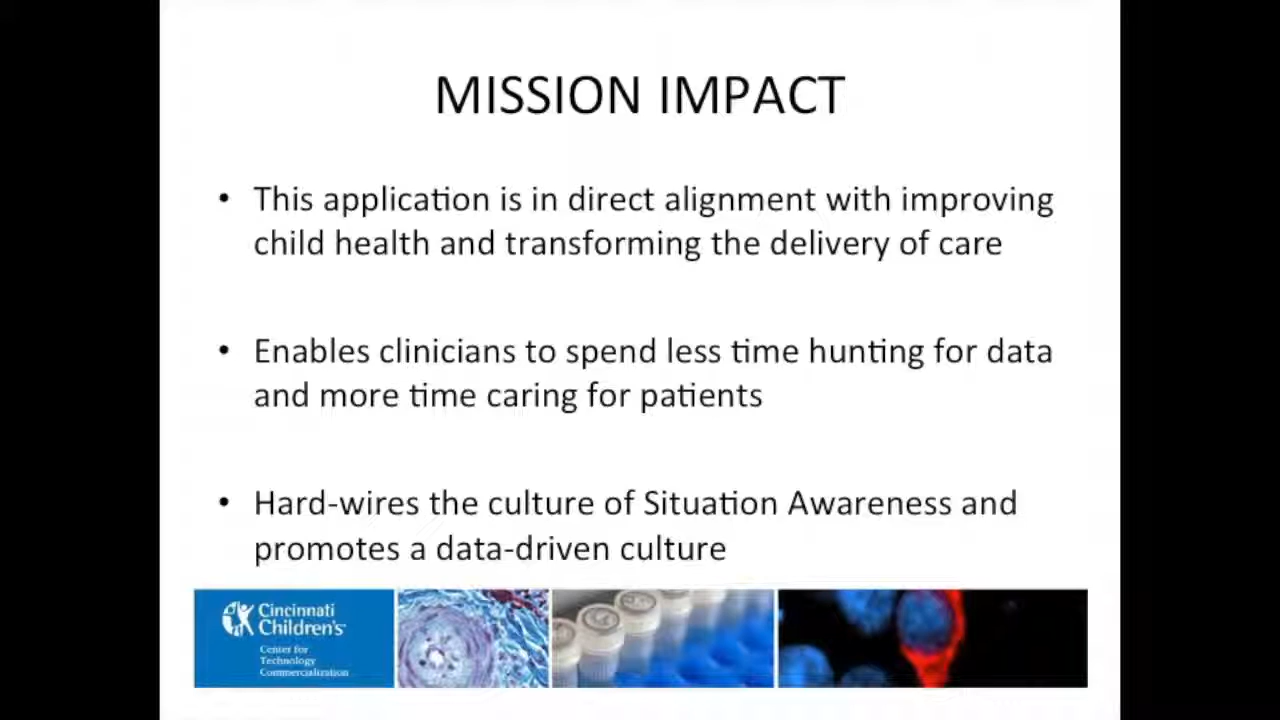 MISSION IMPACT
• This application is in direct alignment with improving
child health and transforming the delivery of care
• Enables clinicians to spend less time hunting for data
and more time caring for patients
• Hard-wires the culture of Situation Awareness and
promotes a data-driven culture
Cincinnati
Children's
Center for
Technology
Commercialization